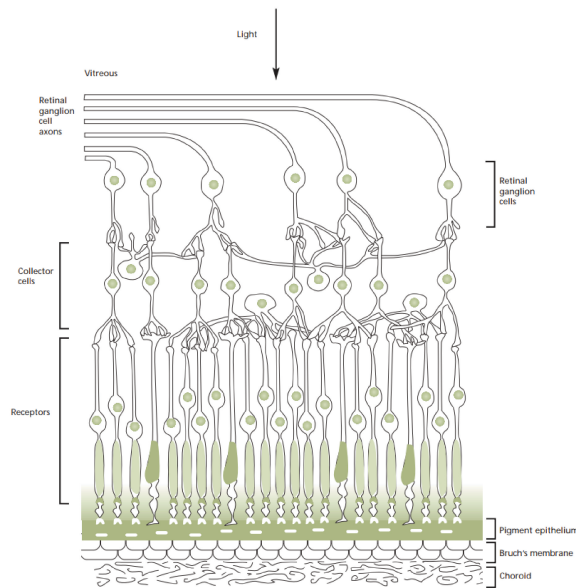 Light
Vitreous
Retinal
ganglion
cell
axons
Retinal
ganglion
cells
Collector
cells
Receptors
Pigment epithelium
Bruch's membrane
Choroid